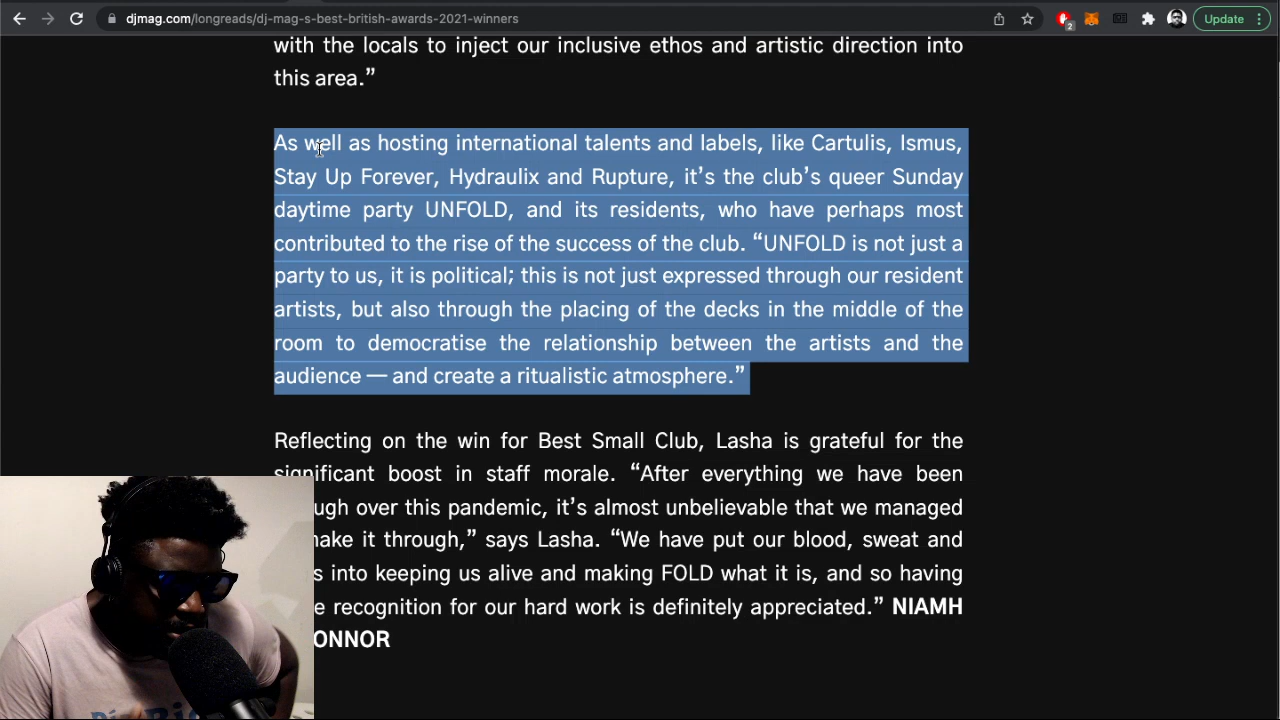 djmag.com/longreads/dj-mag-s-best-british-awards-2021-winners
2
Update
with the locals to inject our inclusive ethos and artistic direction into
this area.”
As well as hosting international talents and labels, like Cartulis, Ismus,
Stay Up Forever, Hydraulix and Rupture, it’s the club’s queer Sunday
daytime party UNFOLD, and its residents, who have perhaps most
contributed to the rise of the success of the club. “UNFOLD is not just a
party to us, it is political; this is not just expressed through our resident
artists, but also through the placing of the decks in the middle of the
room to democratise the relationship between the artists and the
audience — and create a ritualistic atmosphere.”
Reflecting on the win for Best Small Club, Lasha is grateful for the
significant boost in staff morale. “After everything we have been
ugh over this pandemic, it’s almost unbelievable that we managed
make it through,” says Lasha. “We have put our blood, sweat and
into keeping us alive and making FOLD what it is, and so having
recognition for our hard work is definitely appreciated.” NIAMH
ONNOR